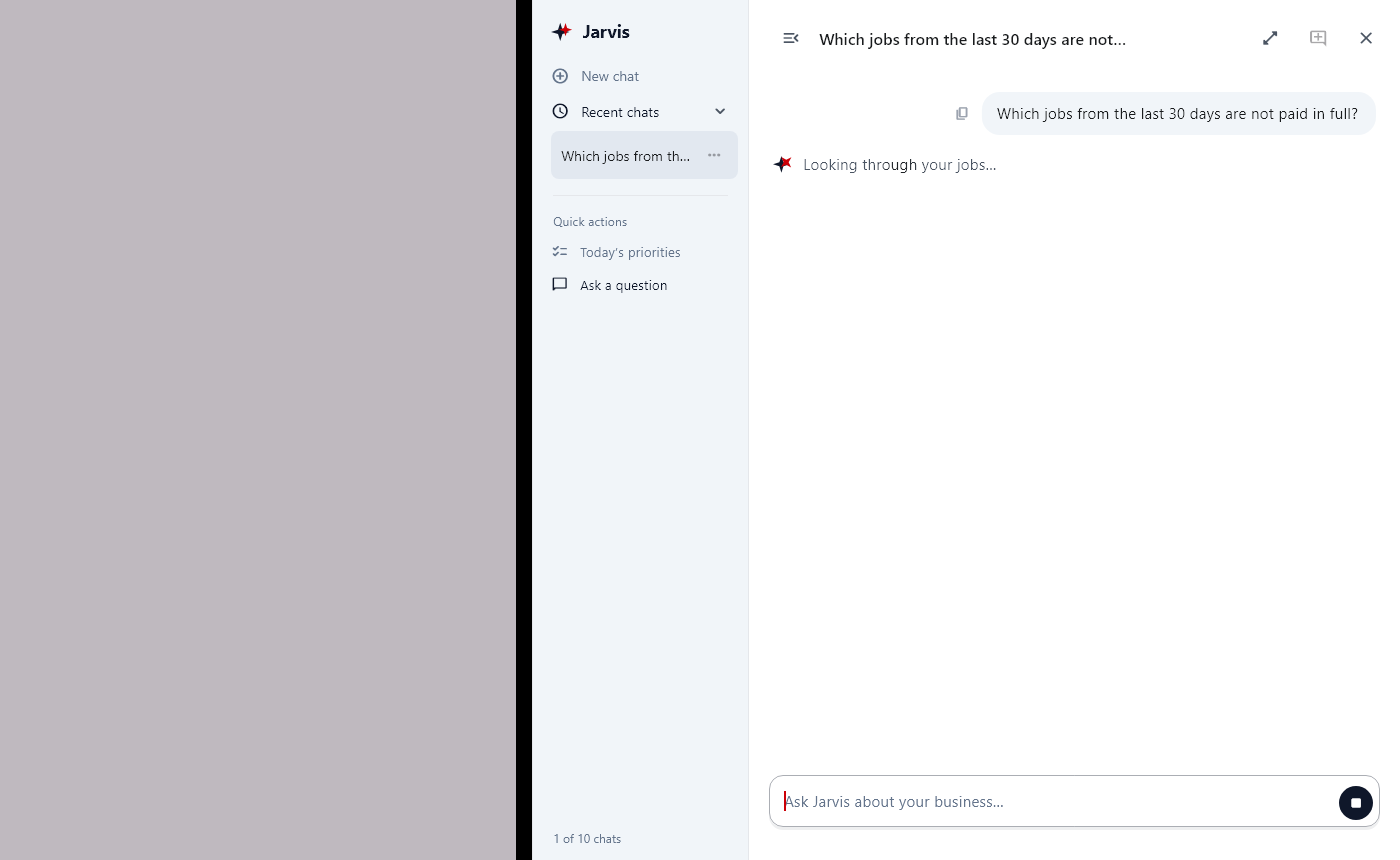 Jarvis
New chat
Recent chats
Which jobs from th...
Quick actions
Today's priorities
Ask a question
1 of 10 chats
Which jobs from the last 30 days are not...
Which jobs from the last 30 days are not paid in full?
Looking through your jobs...
Ask Jarvis about your business...